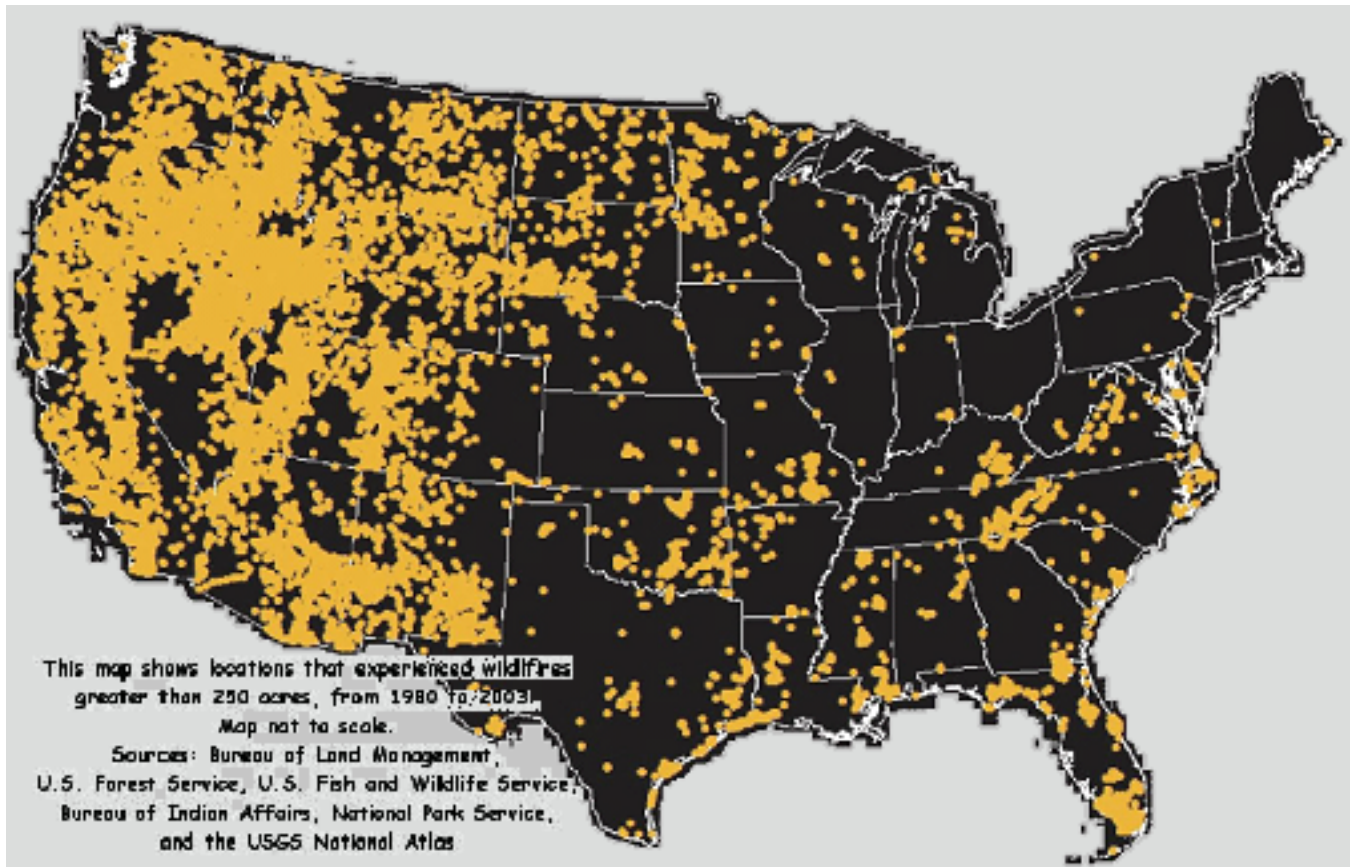 This map shows locations that experienced wildfires
greater than 250 acres, from 1980 to 2003.
Map not to scale.
Sources: Bureau of Land Management,
U.S. Forest Service, U.S. Fish and Wildlife Service,
Bureau of Indian Affairs, National Park Service,
and the USGS National Atlas